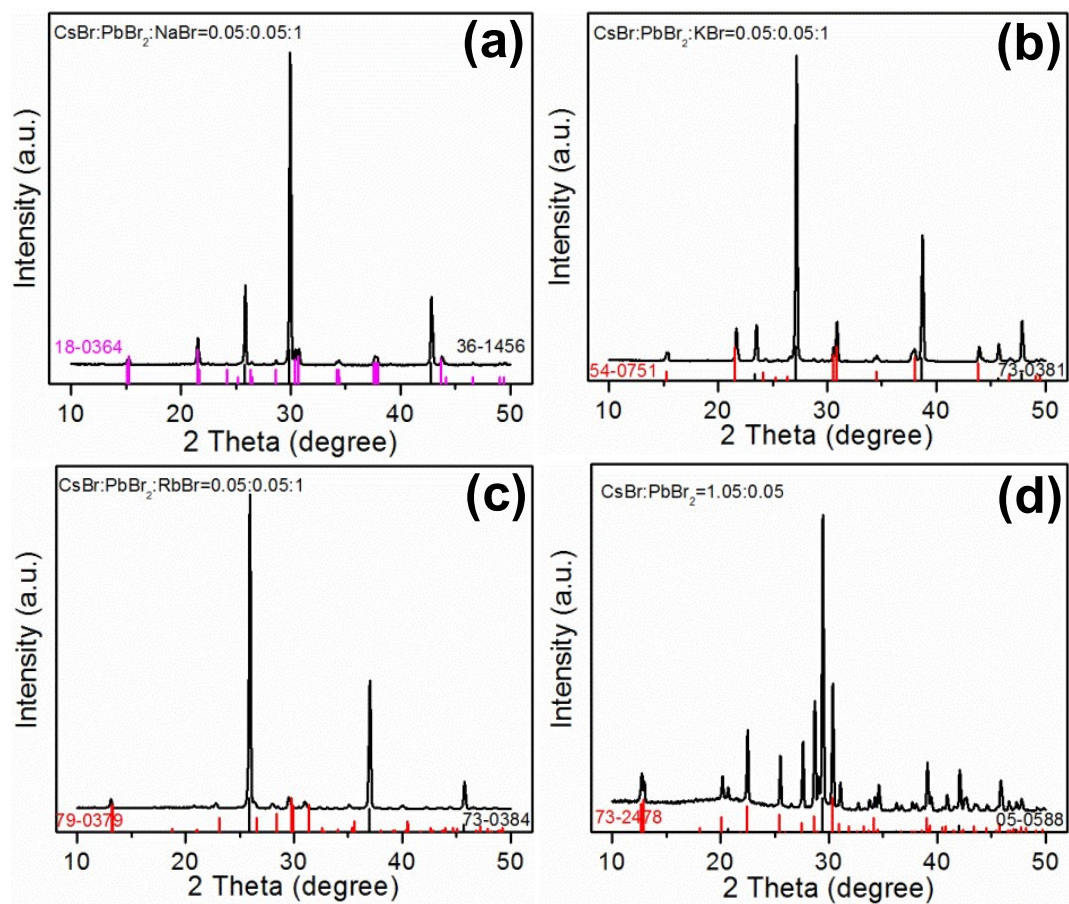 CsBr:PbBr₂:NaBr=0.05:0.05:1
(a)
Intensity (a.u.)
18-0364
36-1456
10 20 30 40 50
2 Theta (degree)
CsBr:PbBr₂:KBr=0.05:0.05:1
(b)
Intensity (a.u.)
54-0751
73-0381
10 20 30 40 50
2 Theta (degree)
CsBr:PbBr₂:RbBr=0.05:0.05:1
(c)
Intensity (a.u.)
79-0379
73-0384
10 20 30 40 50
2 Theta (degree)
CsBr:PbBr₂=1.05:0.05
(d)
Intensity (a.u.)
73-2478
05-0588
10 20 30 40 50
2 Theta (degree)